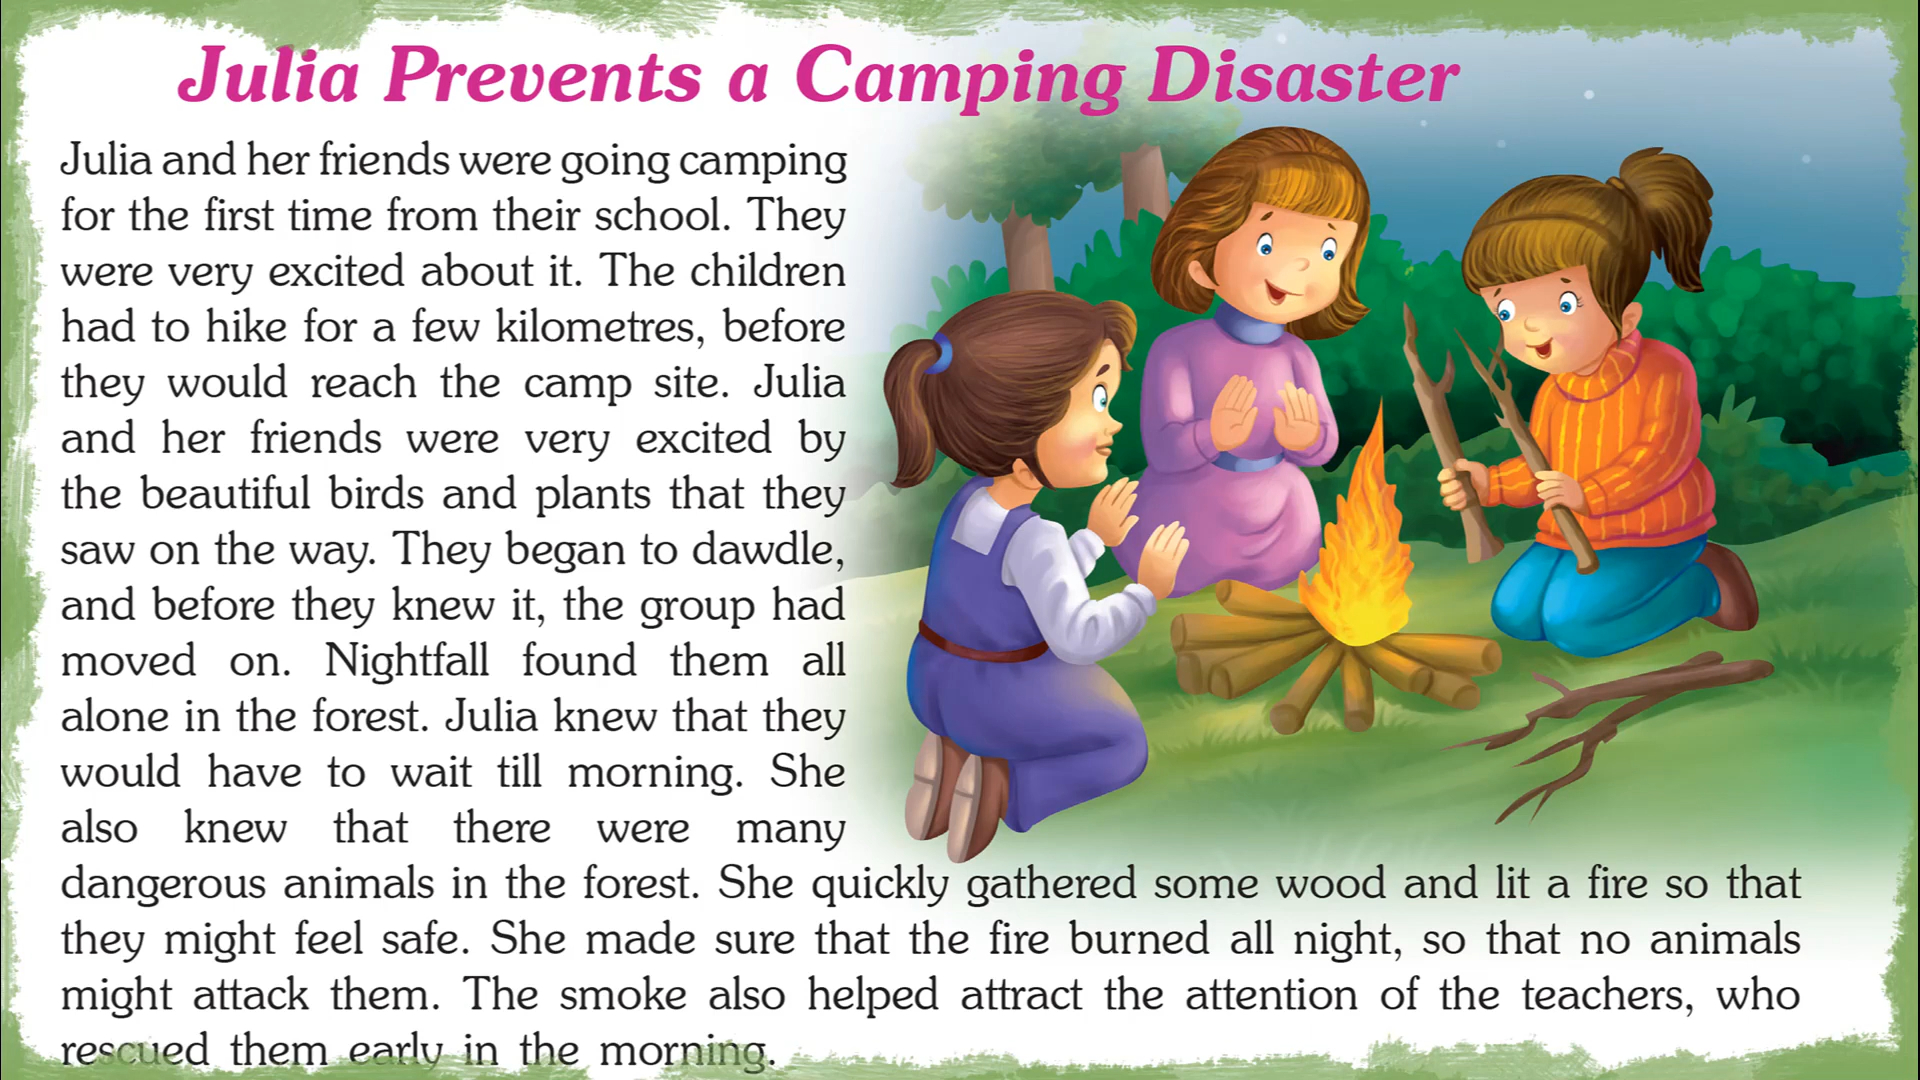 Julia Prevents a Camping Disaster
Julia and her friends were going camping
for the first time from their school. They
were very excited about it. The children
had to hike for a few kilometres, before
they would reach the camp site. Julia
and her friends were very excited by
the beautiful birds and plants that they
saw on the way. They began to dawdle,
and before they knew it, the group had
moved on. Nightfall found them all
alone in the forest. Julia knew that they
would have to wait till morning. She
also knew that there were many
dangerous animals in the forest. She quickly gathered some wood and lit a fire so that
they might feel safe. She made sure that the fire burned all night, so that no animals
might attack them. The smoke also helped attract the attention of the teachers, who
rescued them early in the morning.